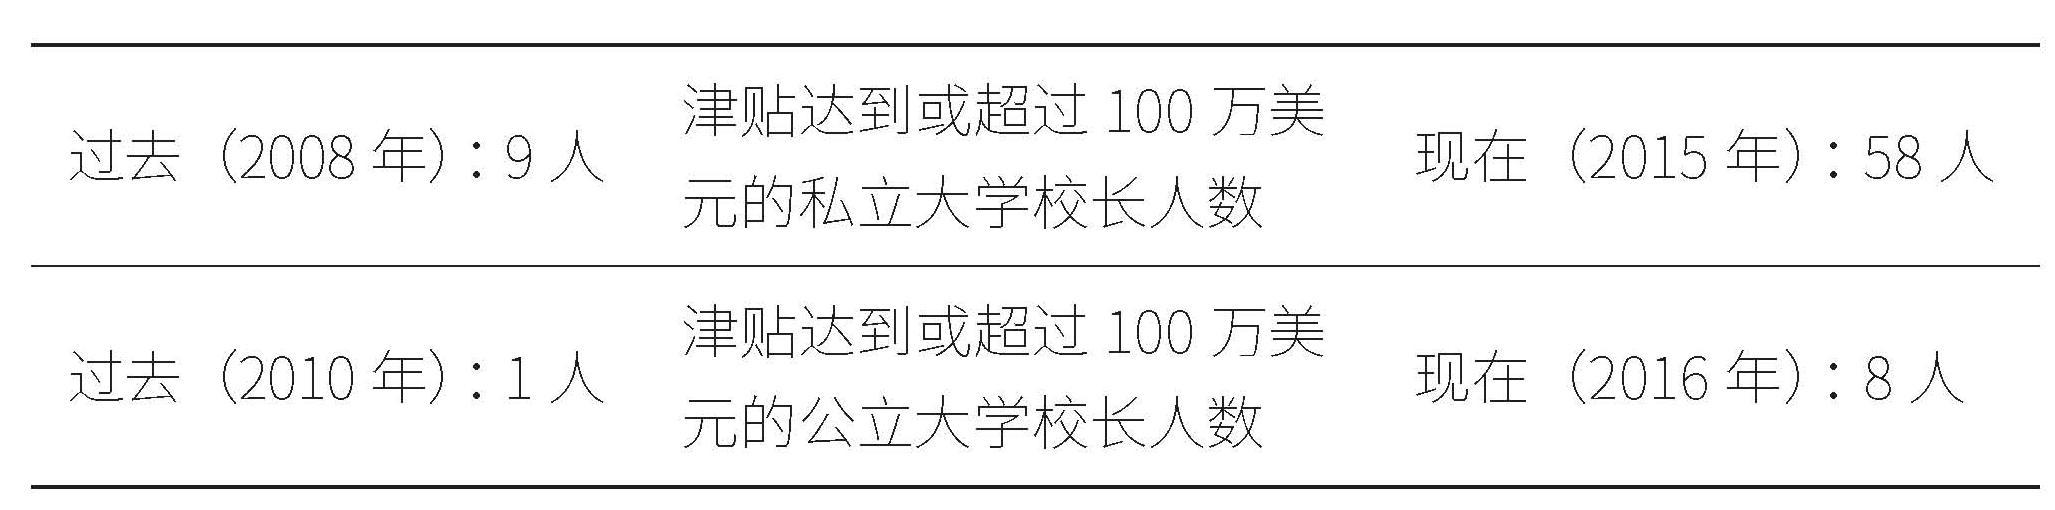 津贴达到或超过 100 万美
过去（2008 年）：9 人
现在（2015 年）：58 人
元的私立大学校长人数
津贴达到或超过 100 万美
过去（2010 年）：1 人
现在（2016 年）：8 人
元的公立大学校长人数